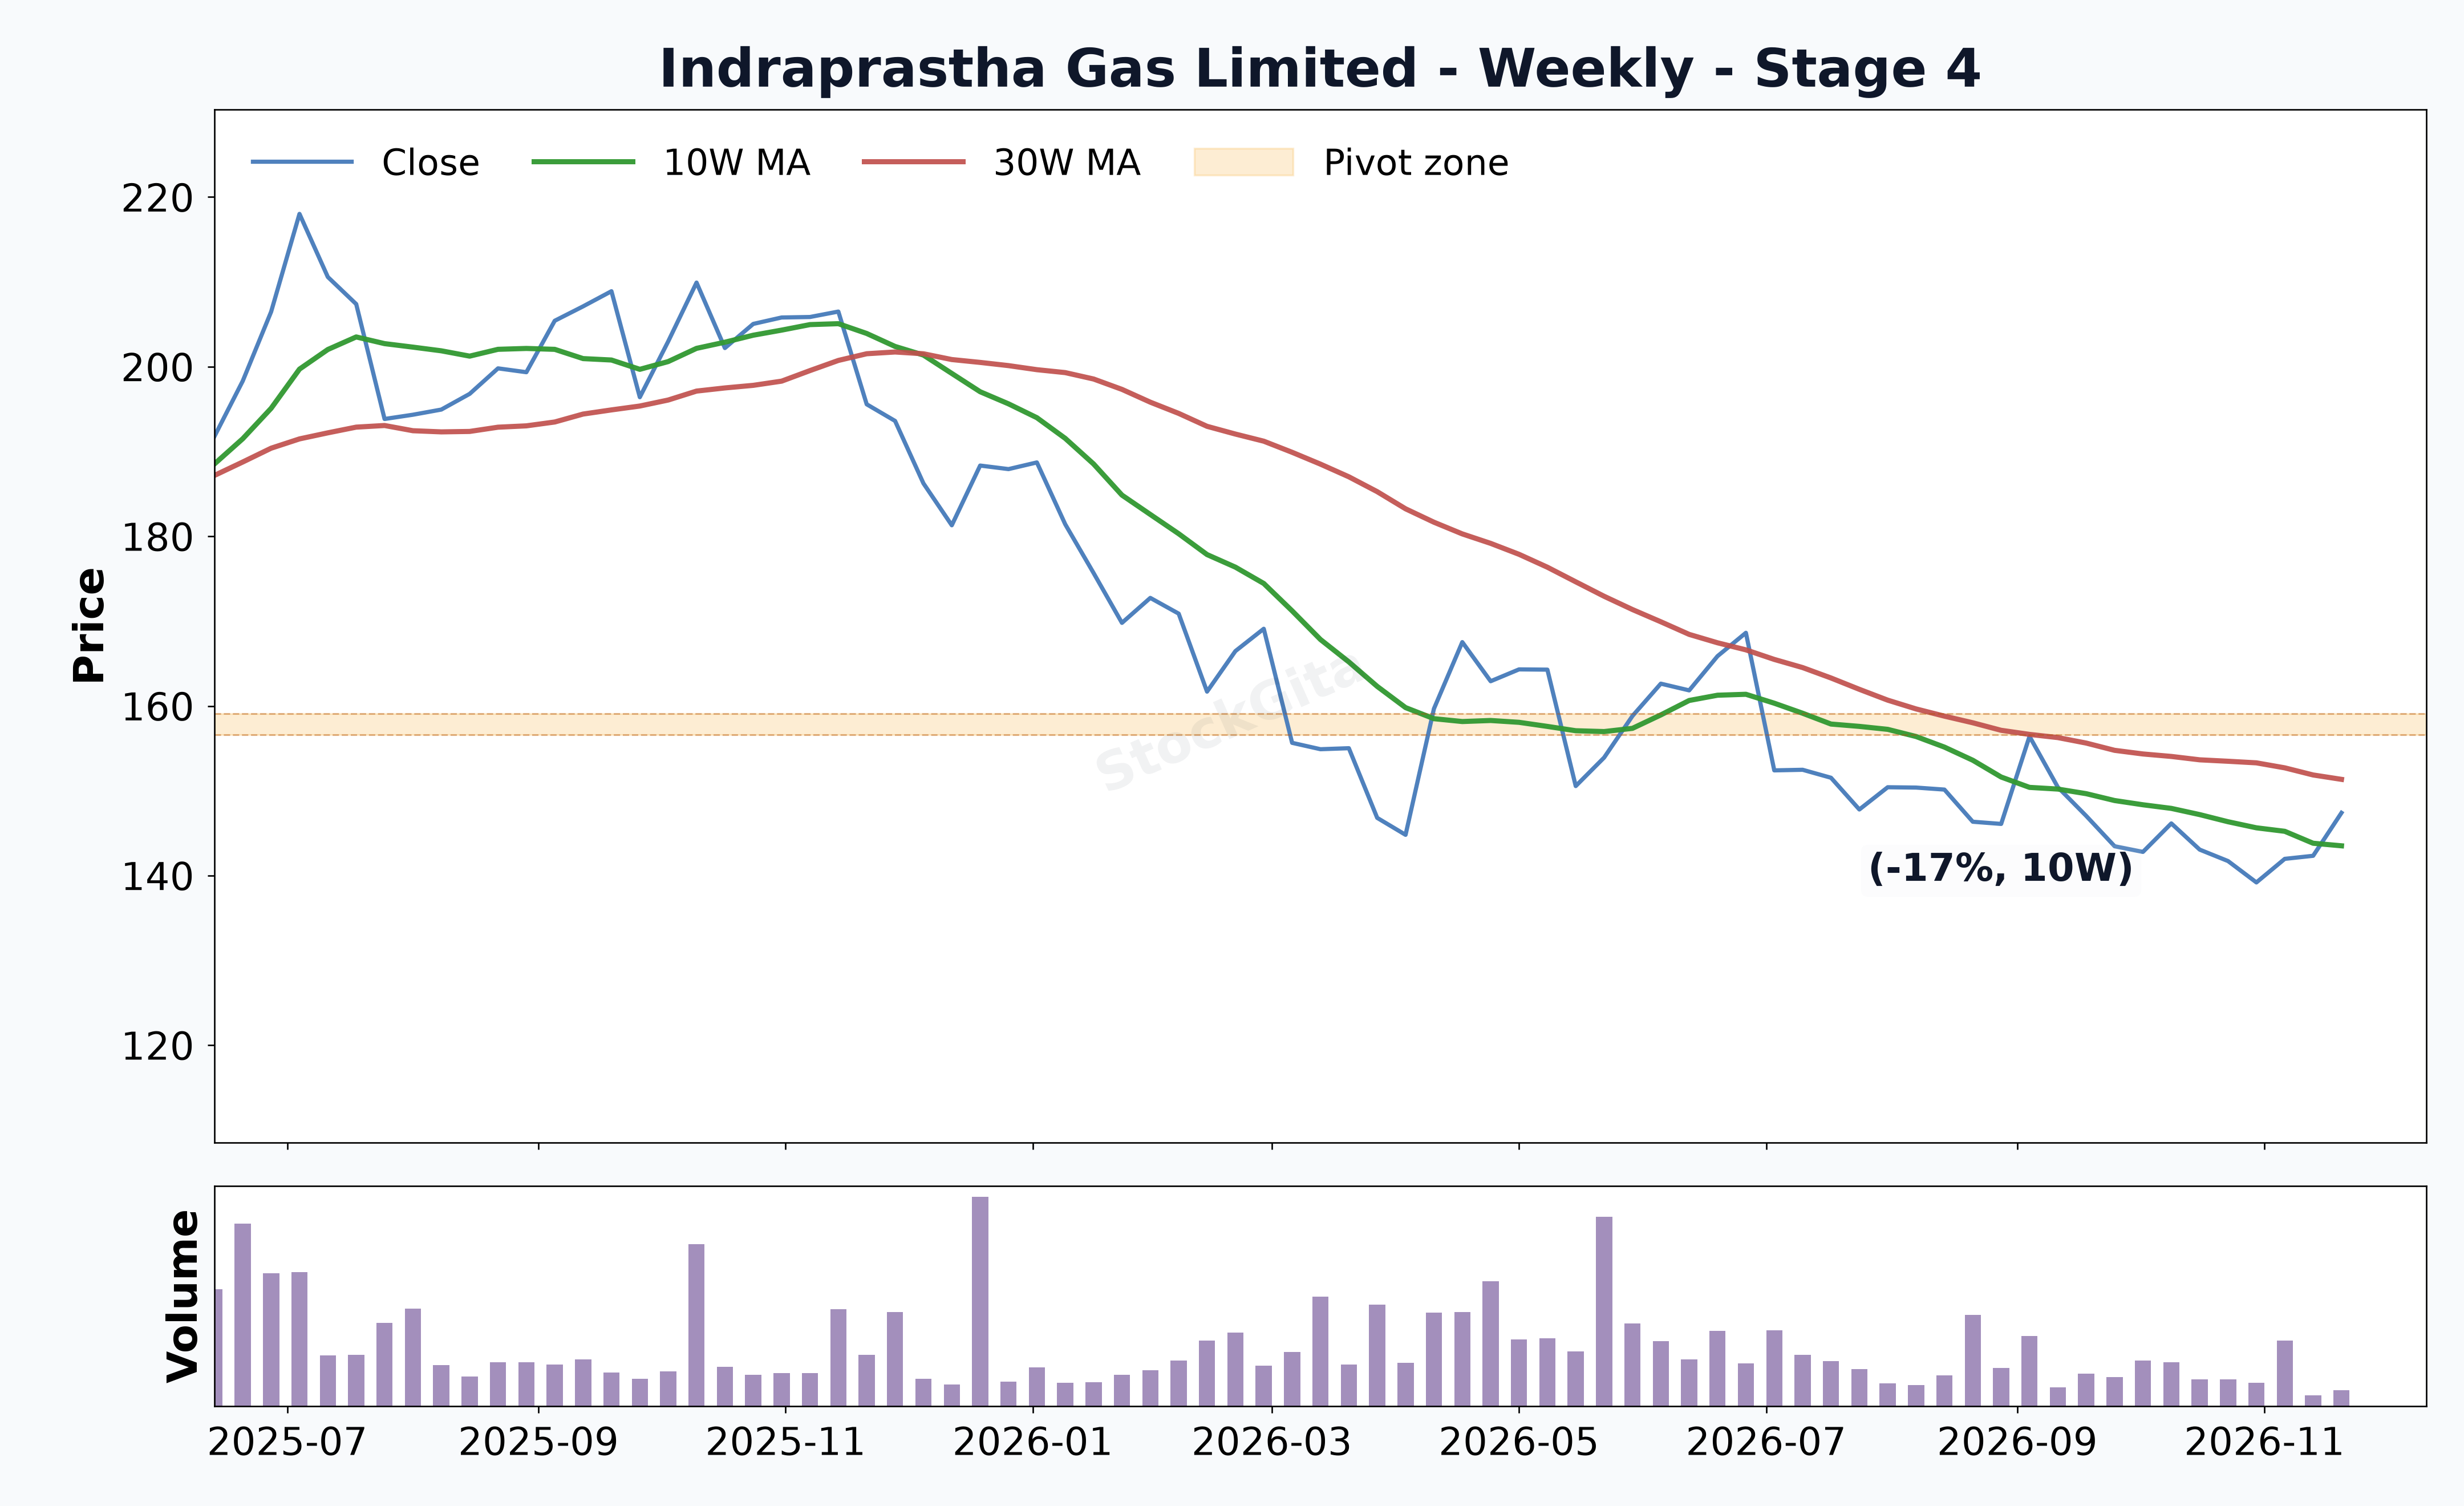 Indraprastha Gas Limited - Weekly - Stage 4
Close 10W MA 30W MA Pivot zone
220
200
180
160
140
120
Price
StockGita
(-17%, 10W)
Volume
2025-07 2025-09 2025-11 2026-01 2026-03 2026-05 2026-07 2026-09 2026-11